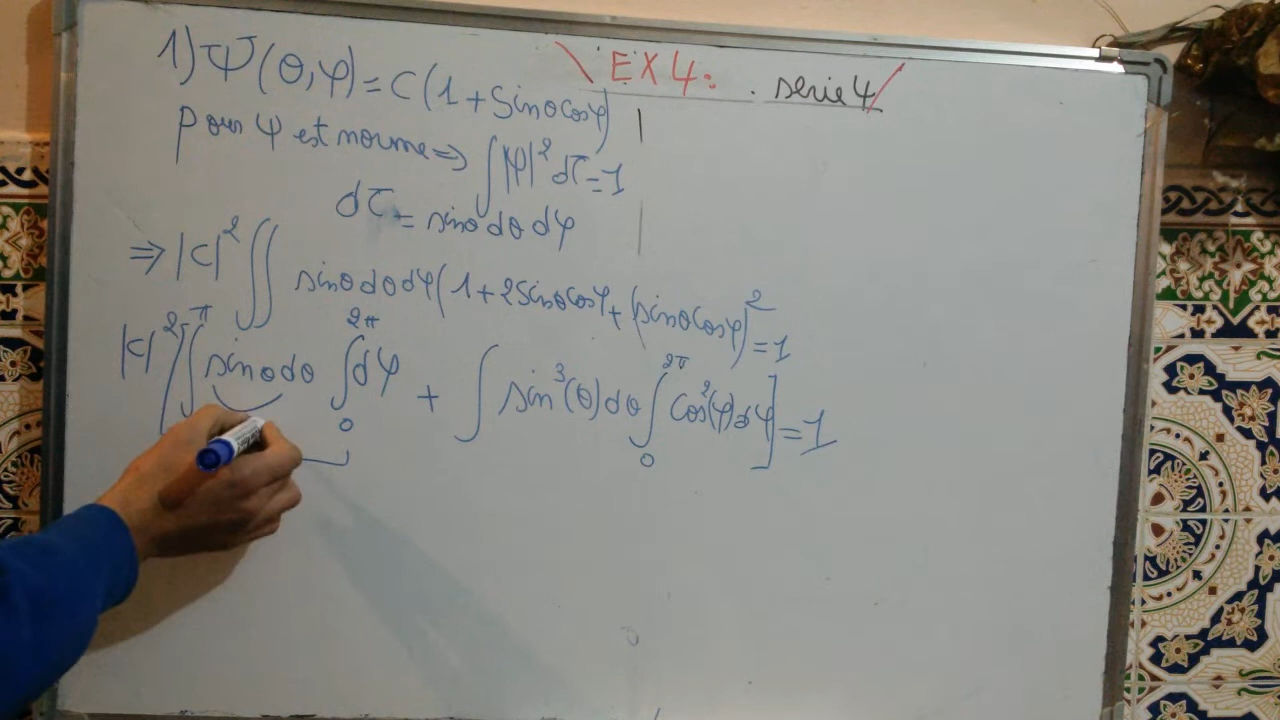 \ EX4: . serie 4/
1) Ψ(θ,φ) = C(1 + Sinθ cosφ)
Pour φ est norme ⇒ ∫|φ|² dτ = 1
dτ = sinθ dθ dφ
⇒ |C|² ∬ sinθ dθ dφ (1 + 2Sinθ cosφ + (sinθ cosφ)² = 1
|C|² [∫^π sinθ dθ ∫₀^2π dφ + ∫ sin³(θ) dθ ∫₀^2π cos²(φ) dφ] = 1